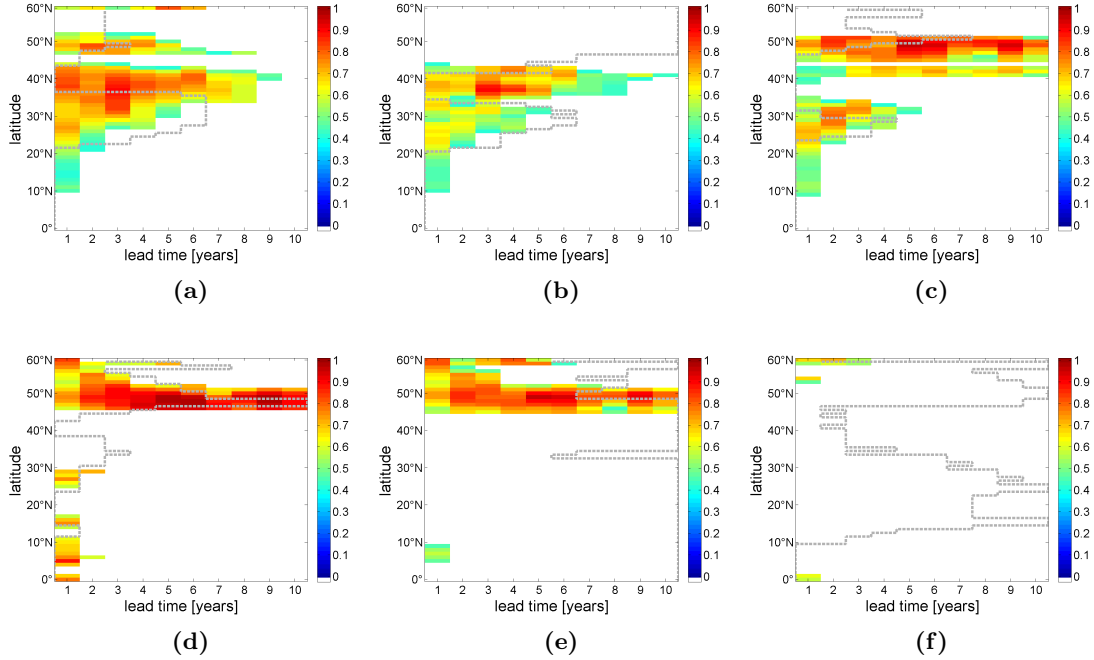 60°N 50°N 40°N 30°N 20°N 10°N 0°
latitude
1 2 3 4 5 6 7 8 9 10
lead time [years]
1 0.9 0.8 0.7 0.6 0.5 0.4 0.3 0.2 0.1 0
(a)
60°N 50°N 40°N 30°N 20°N 10°N 0°
latitude
1 2 3 4 5 6 7 8 9 10
lead time [years]
1 0.9 0.8 0.7 0.6 0.5 0.4 0.3 0.2 0.1 0
(b)
60°N 50°N 40°N 30°N 20°N 10°N 0°
latitude
1 2 3 4 5 6 7 8 9 10
lead time [years]
1 0.9 0.8 0.7 0.6 0.5 0.4 0.3 0.2 0.1 0
(c)
60°N 50°N 40°N 30°N 20°N 10°N 0°
latitude
1 2 3 4 5 6 7 8 9 10
lead time [years]
1 0.9 0.8 0.7 0.6 0.5 0.4 0.3 0.2 0.1 0
(d)
60°N 50°N 40°N 30°N 20°N 10°N 0°
latitude
1 2 3 4 5 6 7 8 9 10
lead time [years]
1 0.9 0.8 0.7 0.6 0.5 0.4 0.3 0.2 0.1 0
(e)
60°N 50°N 40°N 30°N 20°N 10°N 0°
latitude
1 2 3 4 5 6 7 8 9 10
lead time [years]
1 0.9 0.8 0.7 0.6 0.5 0.4 0.3 0.2 0.1 0
(f)